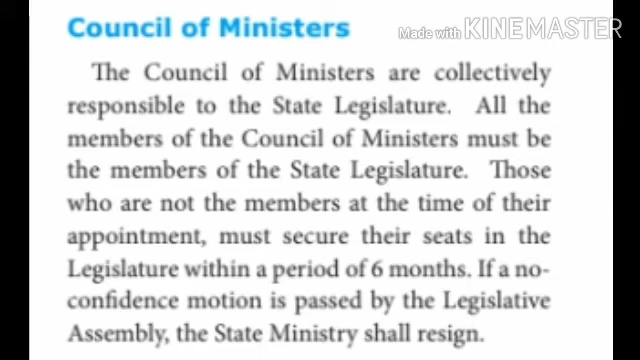 Council of Ministers
Made with KINEMASTER
The Council of Ministers are collectively
responsible to the State Legislature. All the
members of the Council of Ministers must be
the members of the State Legislature. Those
who are not the members at the time of their
appointment, must secure their seats in the
Legislature within a period of 6 months. If a no-
confidence motion is passed by the Legislative
Assembly, the State Ministry shall resign.